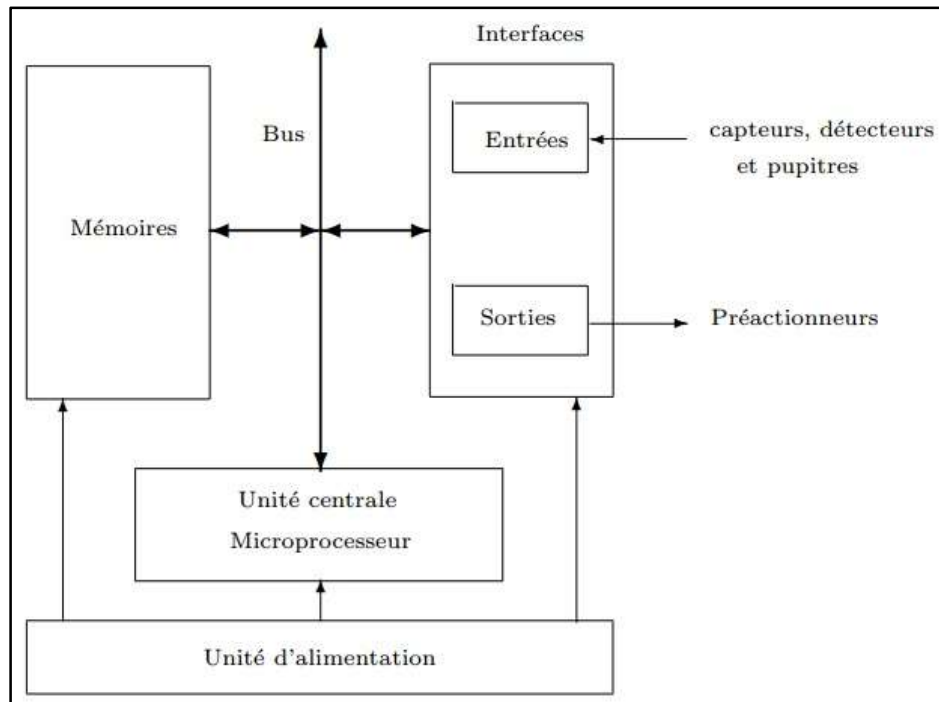 Interfaces
Bus
Entrées
capteurs, détecteurs
et pupitres
Mémoires
Sorties
Préactionneurs
Unité centrale
Microprocesseur
Unité d'alimentation